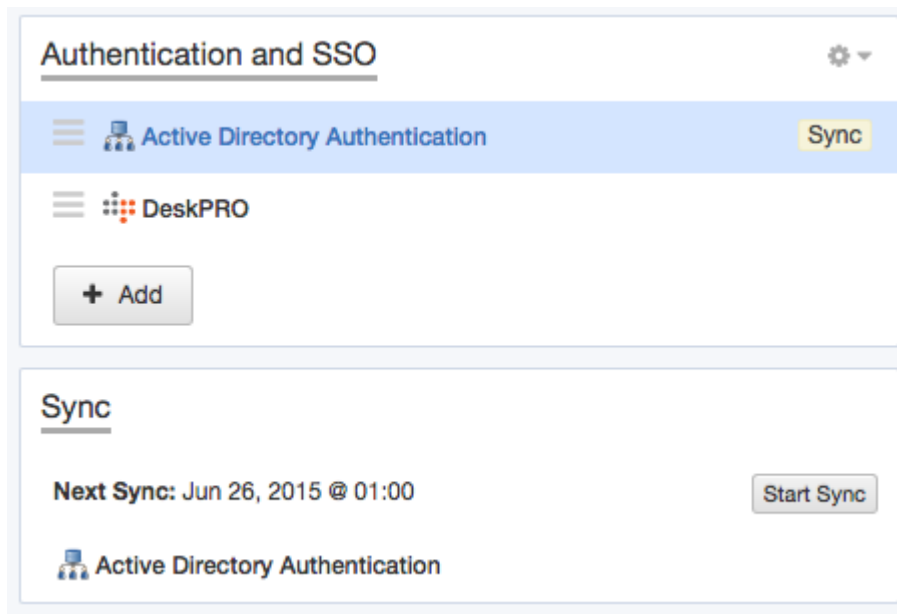 Authentication and SSO
Active Directory Authentication Sync
DeskPRO
+ Add
Sync
Next Sync: Jun 26, 2015 @ 01:00 Start Sync
Active Directory Authentication